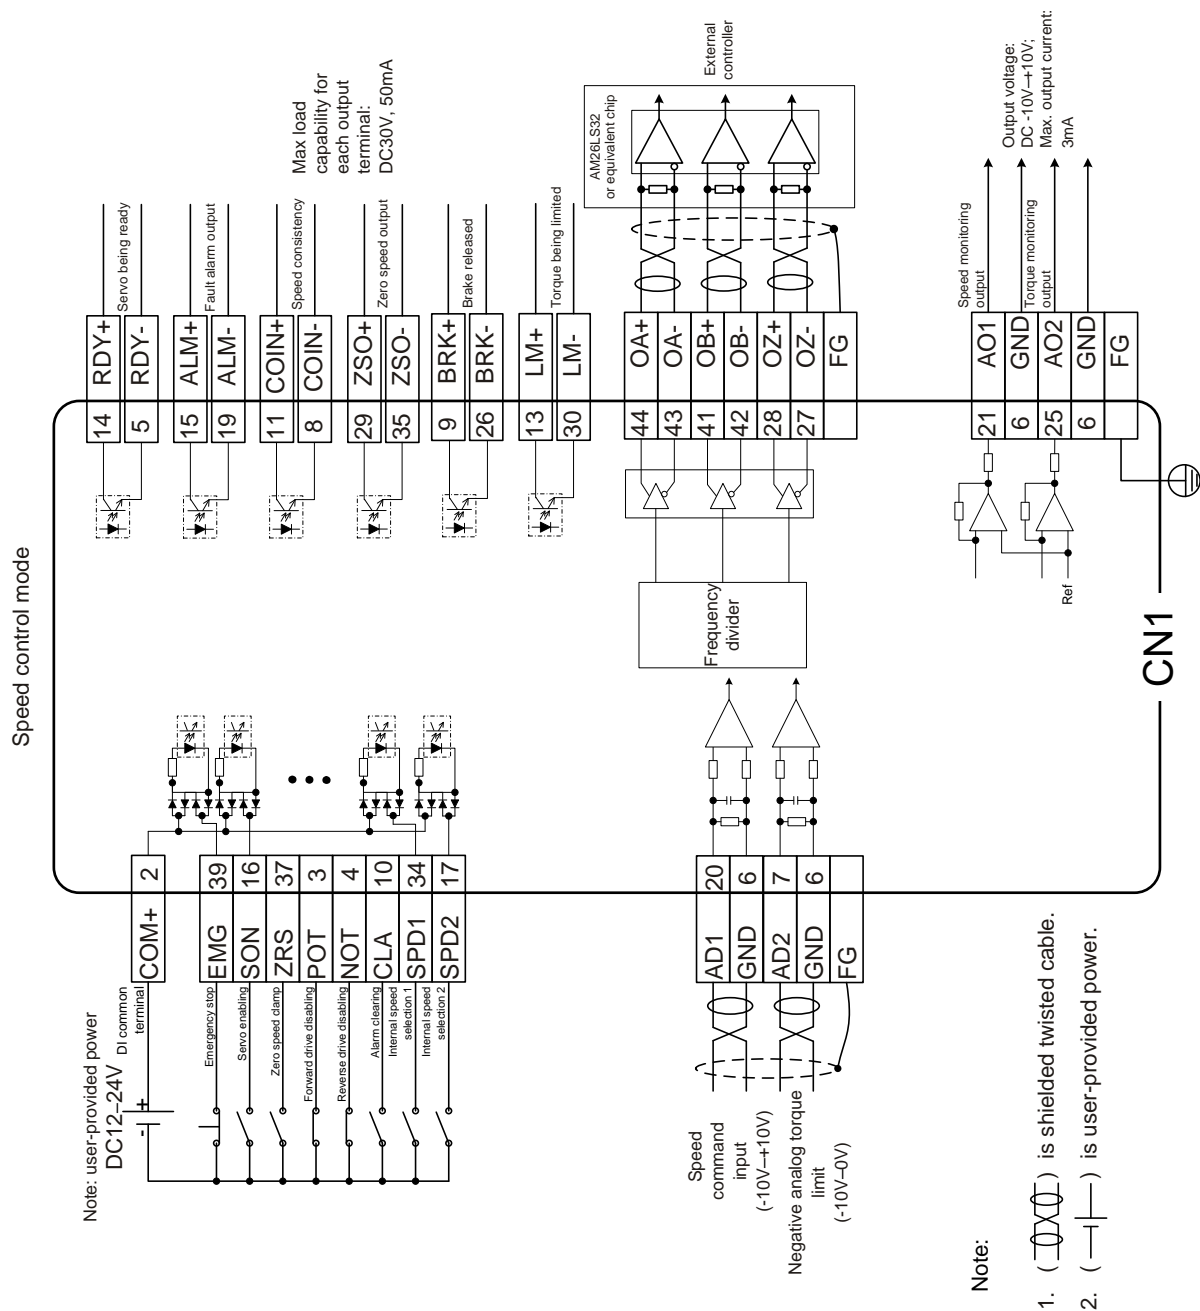 Speed control mode
Note: user-provided power
DC12–24V
-
+
DI common
terminal
COM+
2
Emergency stop
EMG
39
Servo enabling
SON
16
Zero speed clamp
ZRS
37
Forward drive disabling
POT
3
Reverse drive disabling
NOT
4
Alarm clearing
CLA
10
Internal speed
selection 1
SPD1
34
Internal speed
selection 2
SPD2
17
Speed
command
input
(-10V–+10V)
AD1
20
GND
6
Negative analog torque
limit
(-10V–0V)
AD2
7
GND
6
FG
Frequency
divider
14
RDY+
Servo being ready
5
RDY-
15
ALM+
Fault alarm output
19
ALM-
11
COIN+
Speed consistency
8
COIN-
29
ZSO+
Zero speed output
35
ZSO-
9
BRK+
Brake released
26
BRK-
13
LM+
Torque being limited
30
LM-
Max load
capability for
each output
terminal:
DC30V, 50mA
44
OA+
43
OA-
41
OB+
42
OB-
28
OZ+
27
OZ-
FG
AM26LS32
or equivalent chip
External
controller
Ref
21
AO1
Speed monitoring
output
6
GND
25
AO2
Torque monitoring
output
6
GND
FG
Output voltage:
DC -10V–+10V;
Max. output current:
3mA
CN1
Note:
1. ( ) is shielded twisted cable.
2. ( ) is user-provided power.